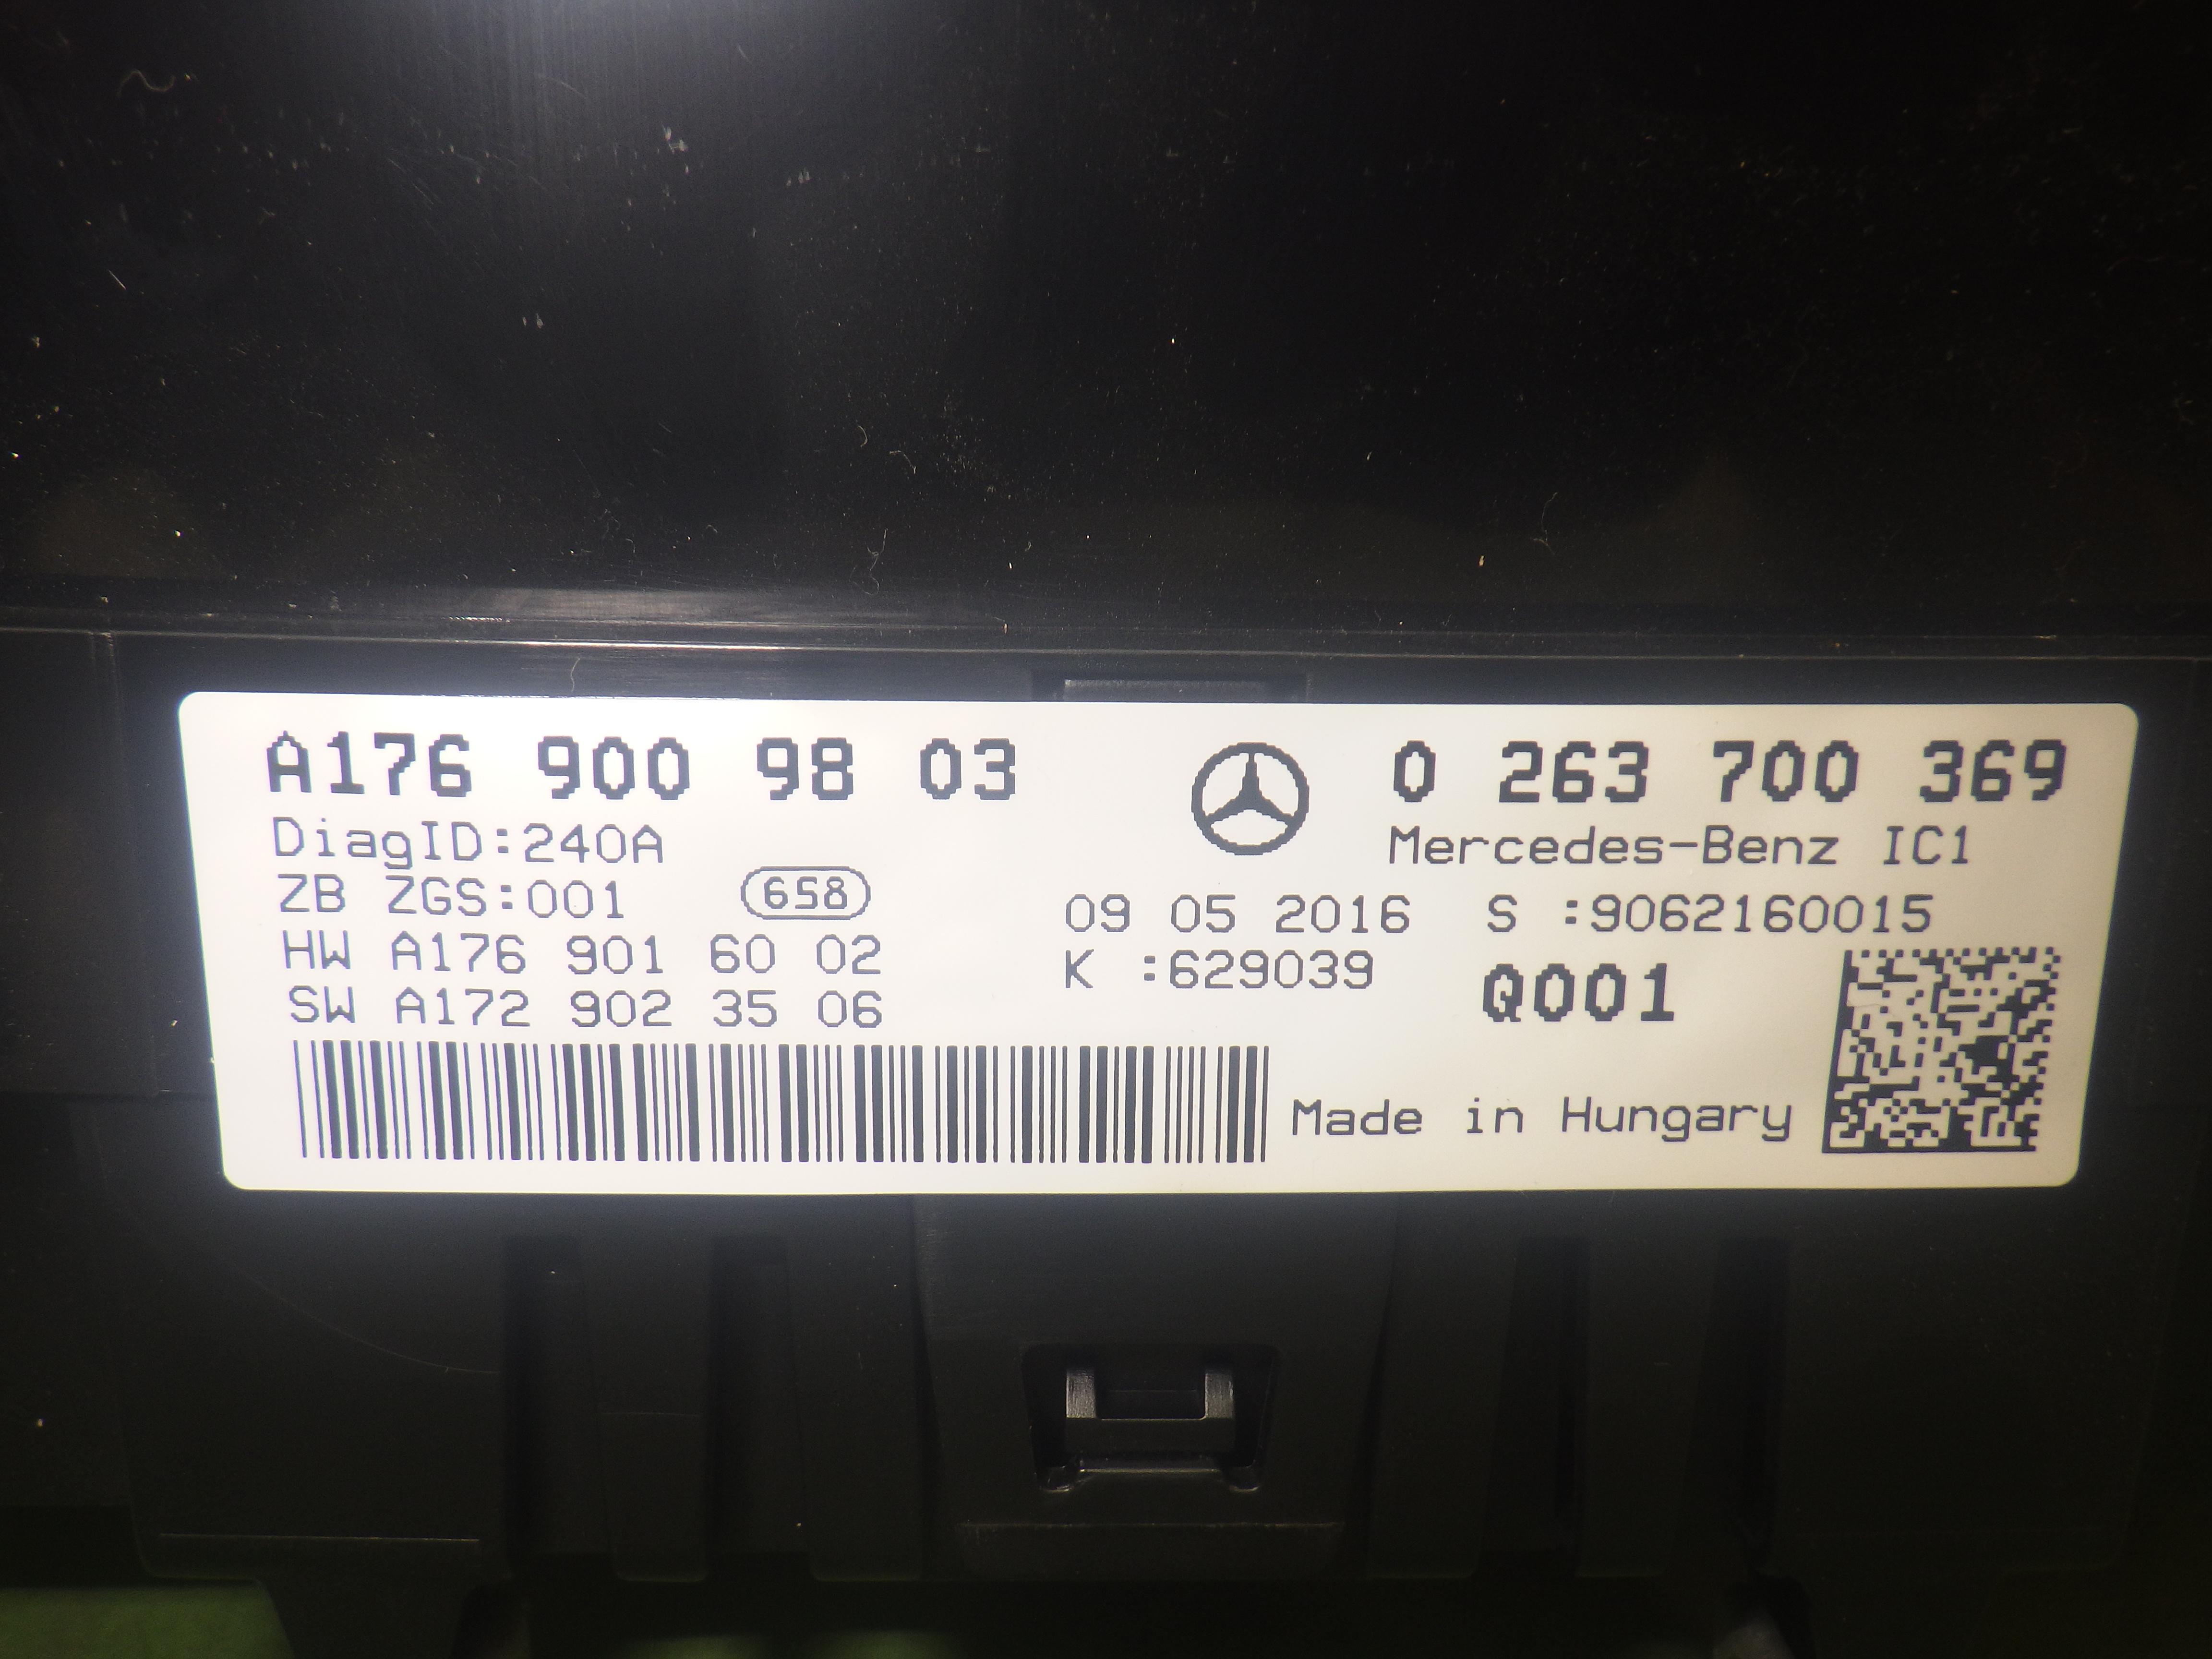 A176 900 98 03
DiagID:240A
ZB ZGS:001 658
HW A176 901 60 02
SW A172 902 35 06
0 263 700 369
Mercedes-Benz IC1
09 05 2016 S :9062160015
K :629039 Q001
Made in Hungary